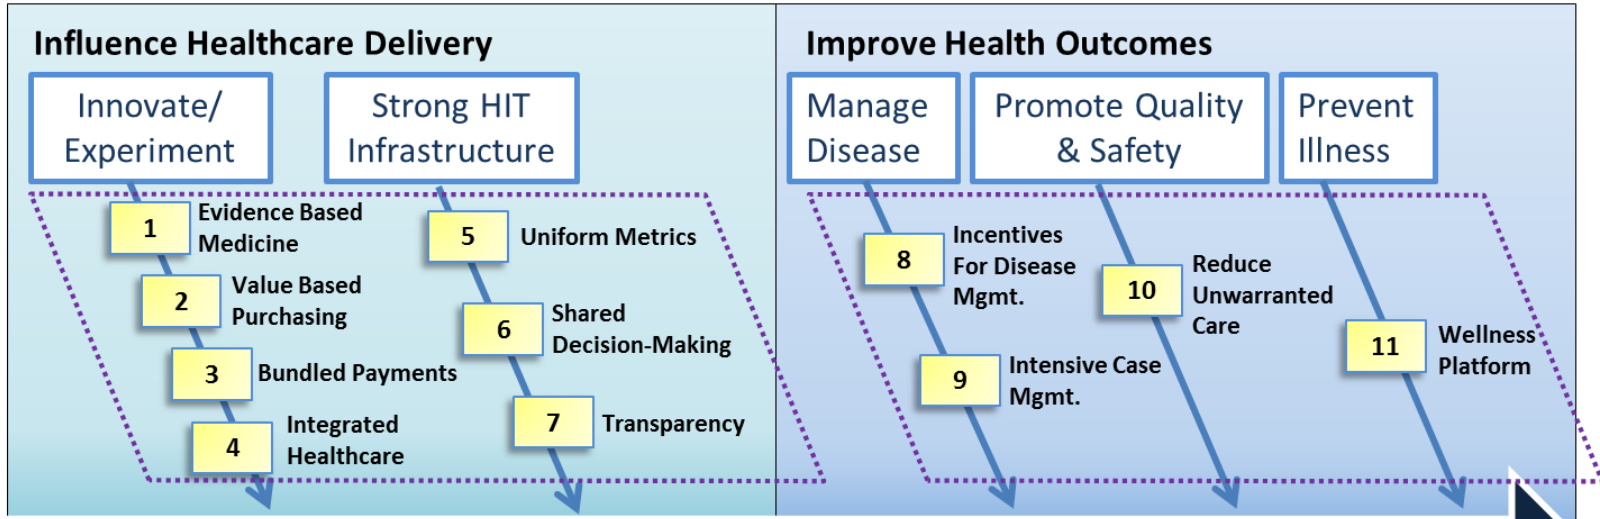 Influence Healthcare Delivery
Innovate/
Experiment
Strong HIT
Infrastructure
1
Evidence Based
Medicine
2
Value Based
Purchasing
3
Bundled Payments
4
Integrated
Healthcare
5
Uniform Metrics
6
Shared
Decision-Making
7
Transparency
Improve Health Outcomes
Manage
Disease
Promote Quality
& Safety
Prevent
Illness
8
Incentives
For Disease
Mgmt.
9
Intensive Case
Mgmt.
10
Reduce
Unwarranted
Care
11
Wellness
Platform